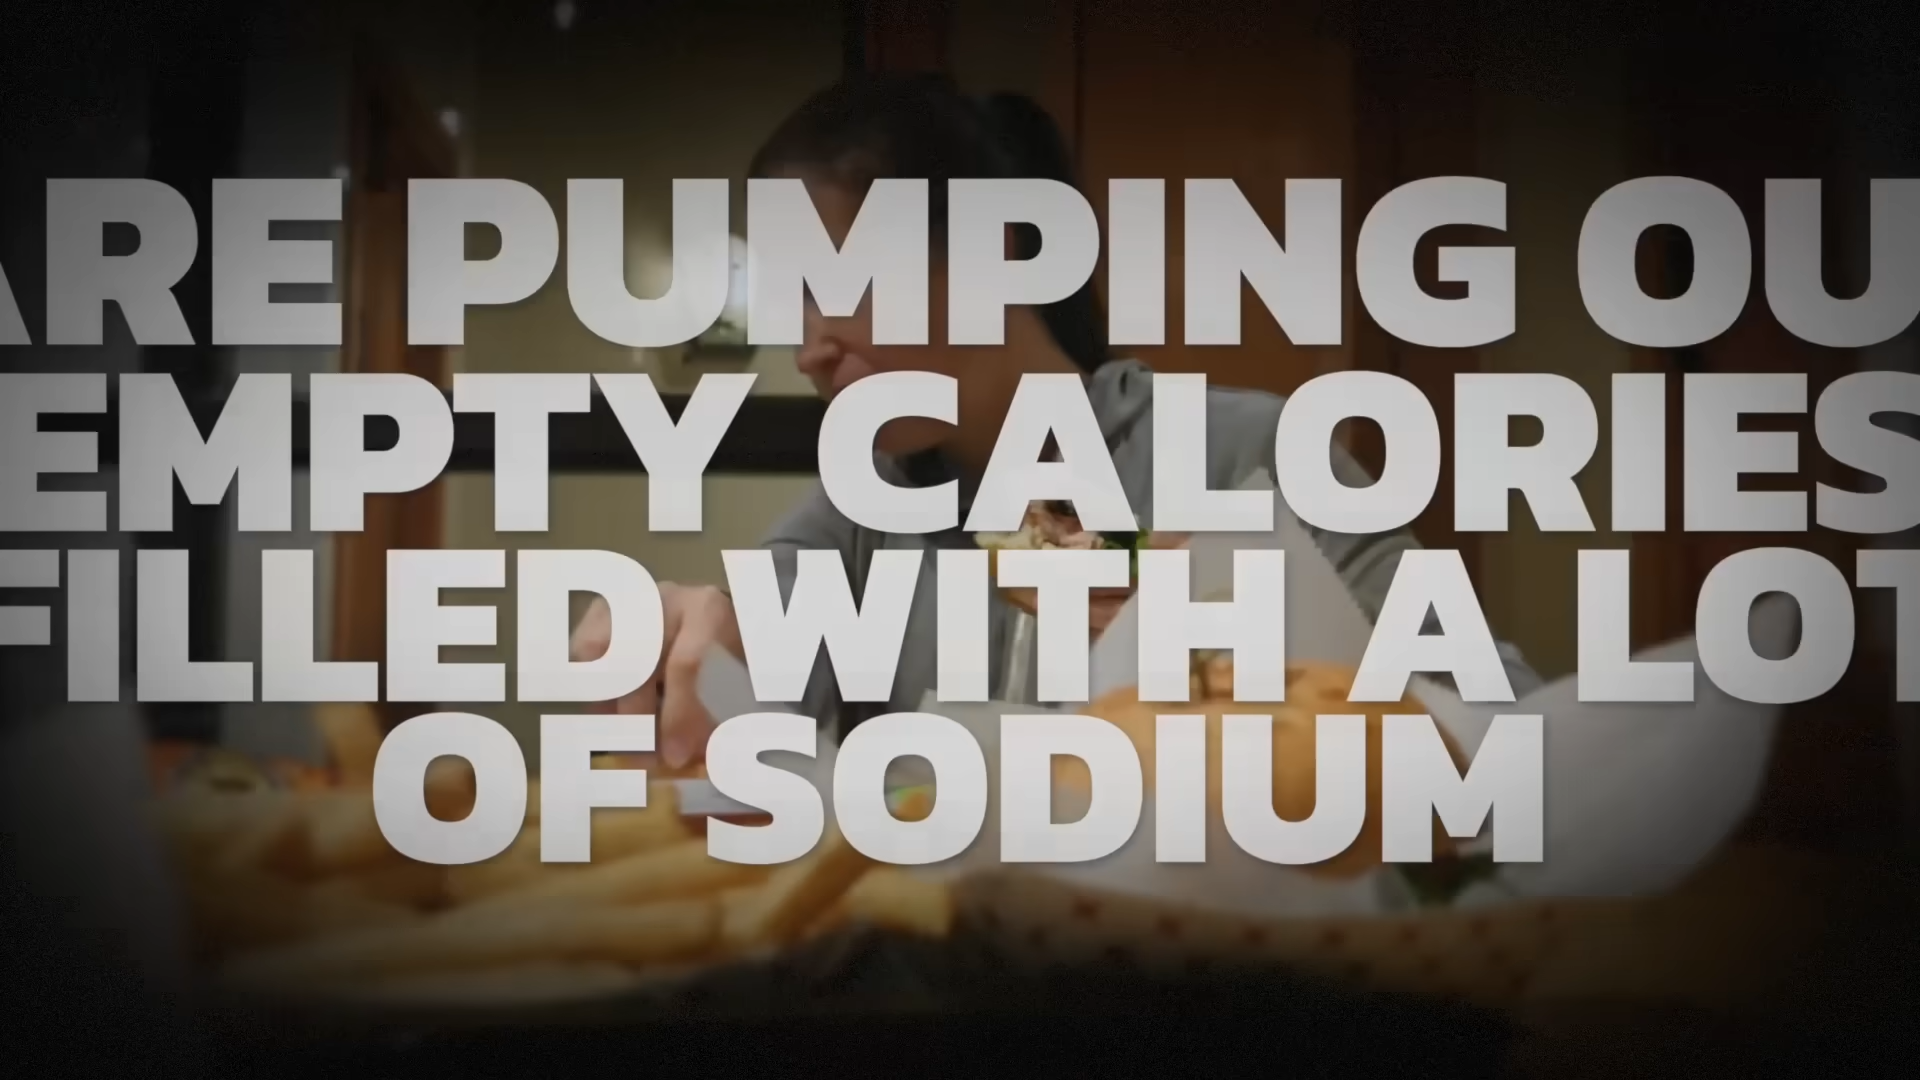 ARE PUMPING OU
EMPTY CALORIES
FILLED WITH A LOT
OF SODIUM